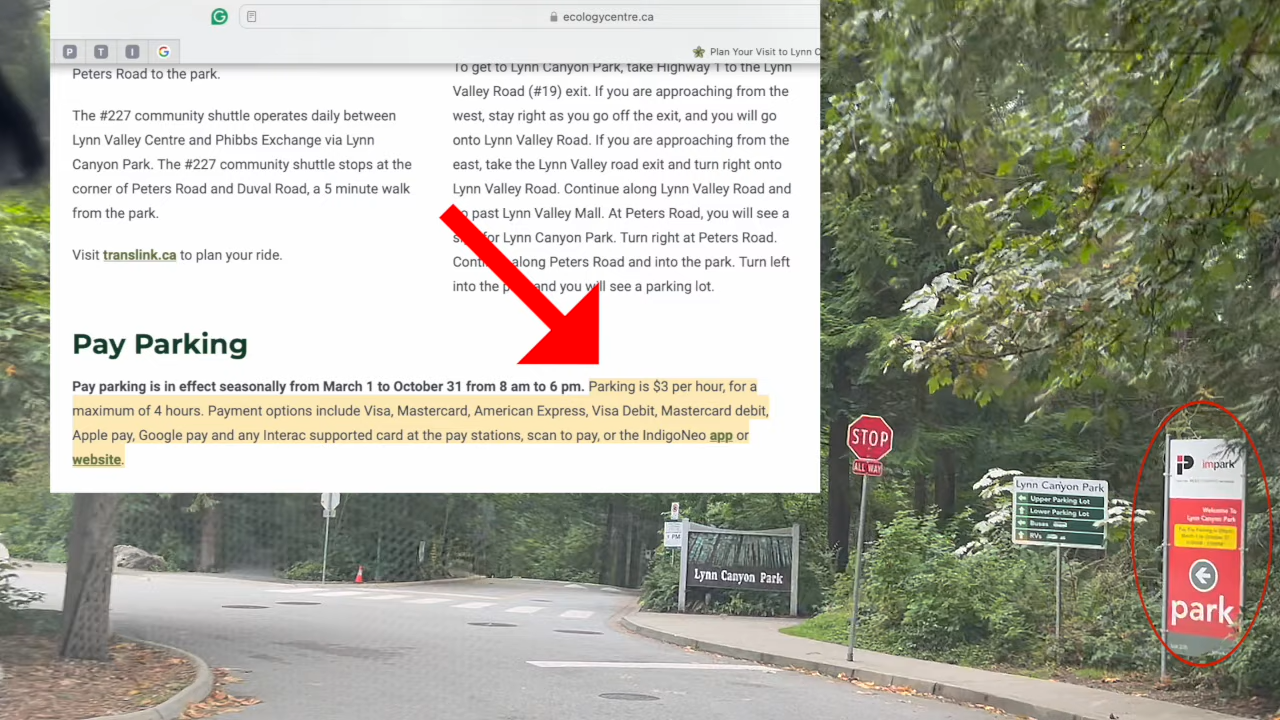 ecologycentre.ca
P T I G
Plan Your Visit to Lynn C
Peters Road to the park.
The #227 community shuttle operates daily between
Lynn Valley Centre and Phibbs Exchange via Lynn
Canyon Park. The #227 community shuttle stops at the
corner of Peters Road and Duval Road, a 5 minute walk
from the park.
Visit translink.ca to plan your ride.
To get to Lynn Canyon Park, take Highway 1 to the Lynn
Valley Road (#19) exit. If you are approaching from the
west, stay right as you go off the exit, and you will go
onto Lynn Valley Road. If you are approaching from the
east, take the Lynn Valley road exit and turn right onto
Lynn Valley Road. Continue along Lynn Valley Road and
past Lynn Valley Mall. At Peters Road, you will see a
for Lynn Canyon Park. Turn right at Peters Road.
along Peters Road and into the park. Turn left
into the and you will see a parking lot.
Pay Parking
Pay parking is in effect seasonally from March 1 to October 31 from 8 am to 6 pm. Parking is $3 per hour, for a
maximum of 4 hours. Payment options include Visa, Mastercard, American Express, Visa Debit, Mastercard debit,
Apple pay, Google pay and any Interac supported card at the pay stations, scan to pay, or the IndigoNeo app or
website.
STOP
ALL WAY
Lynn Canyon Park
Upper Parking Lot
Lower Parking Lot
Buses
RVs
Lynn Canyon Park
PM
impark
Welcome To
Lynn Canyon Park
park